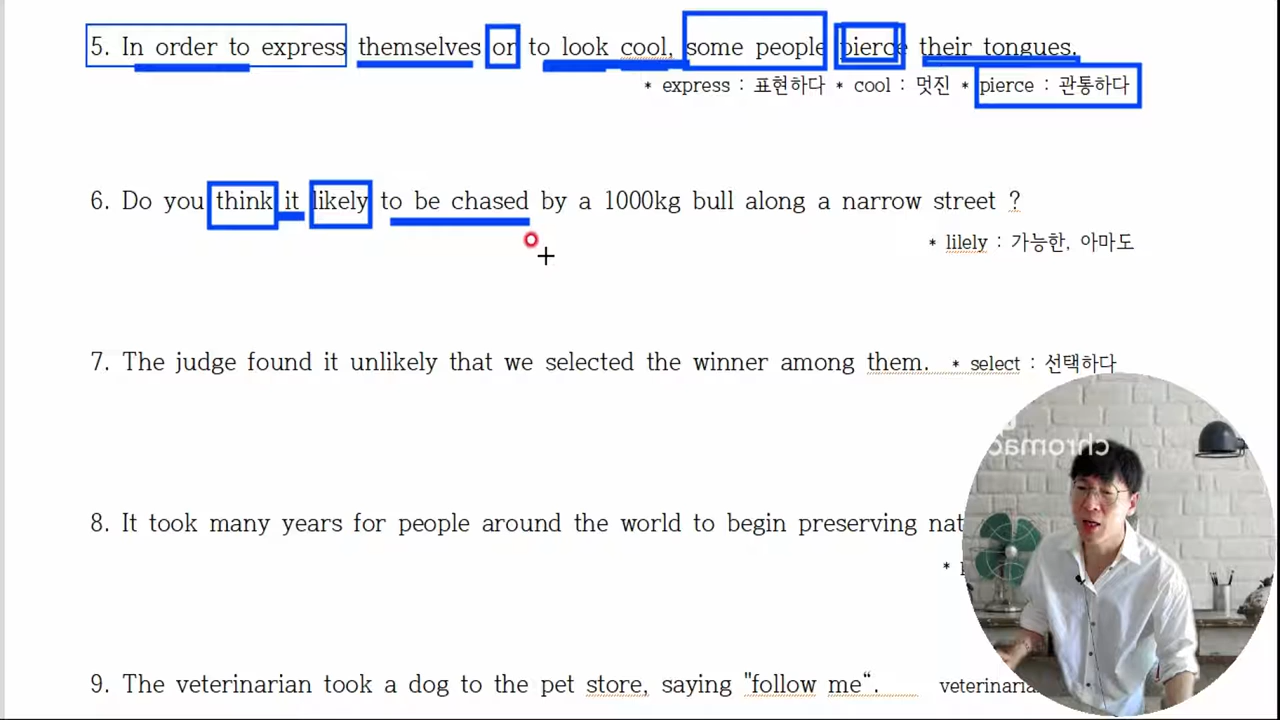 5. In order to express themselves or to look cool, some people pierce their tongues.
* express : 표현하다 * cool : 멋진 * pierce : 관통하다
6. Do you think it likely to be chased by a 1000kg bull along a narrow street ?
* lilely : 가능한, 아마도
7. The judge found it unlikely that we selected the winner among them. * select : 선택하다
8. It took many years for people around the world to begin preserving
9. The veterinarian took a dog to the pet store, saying "follow me“.